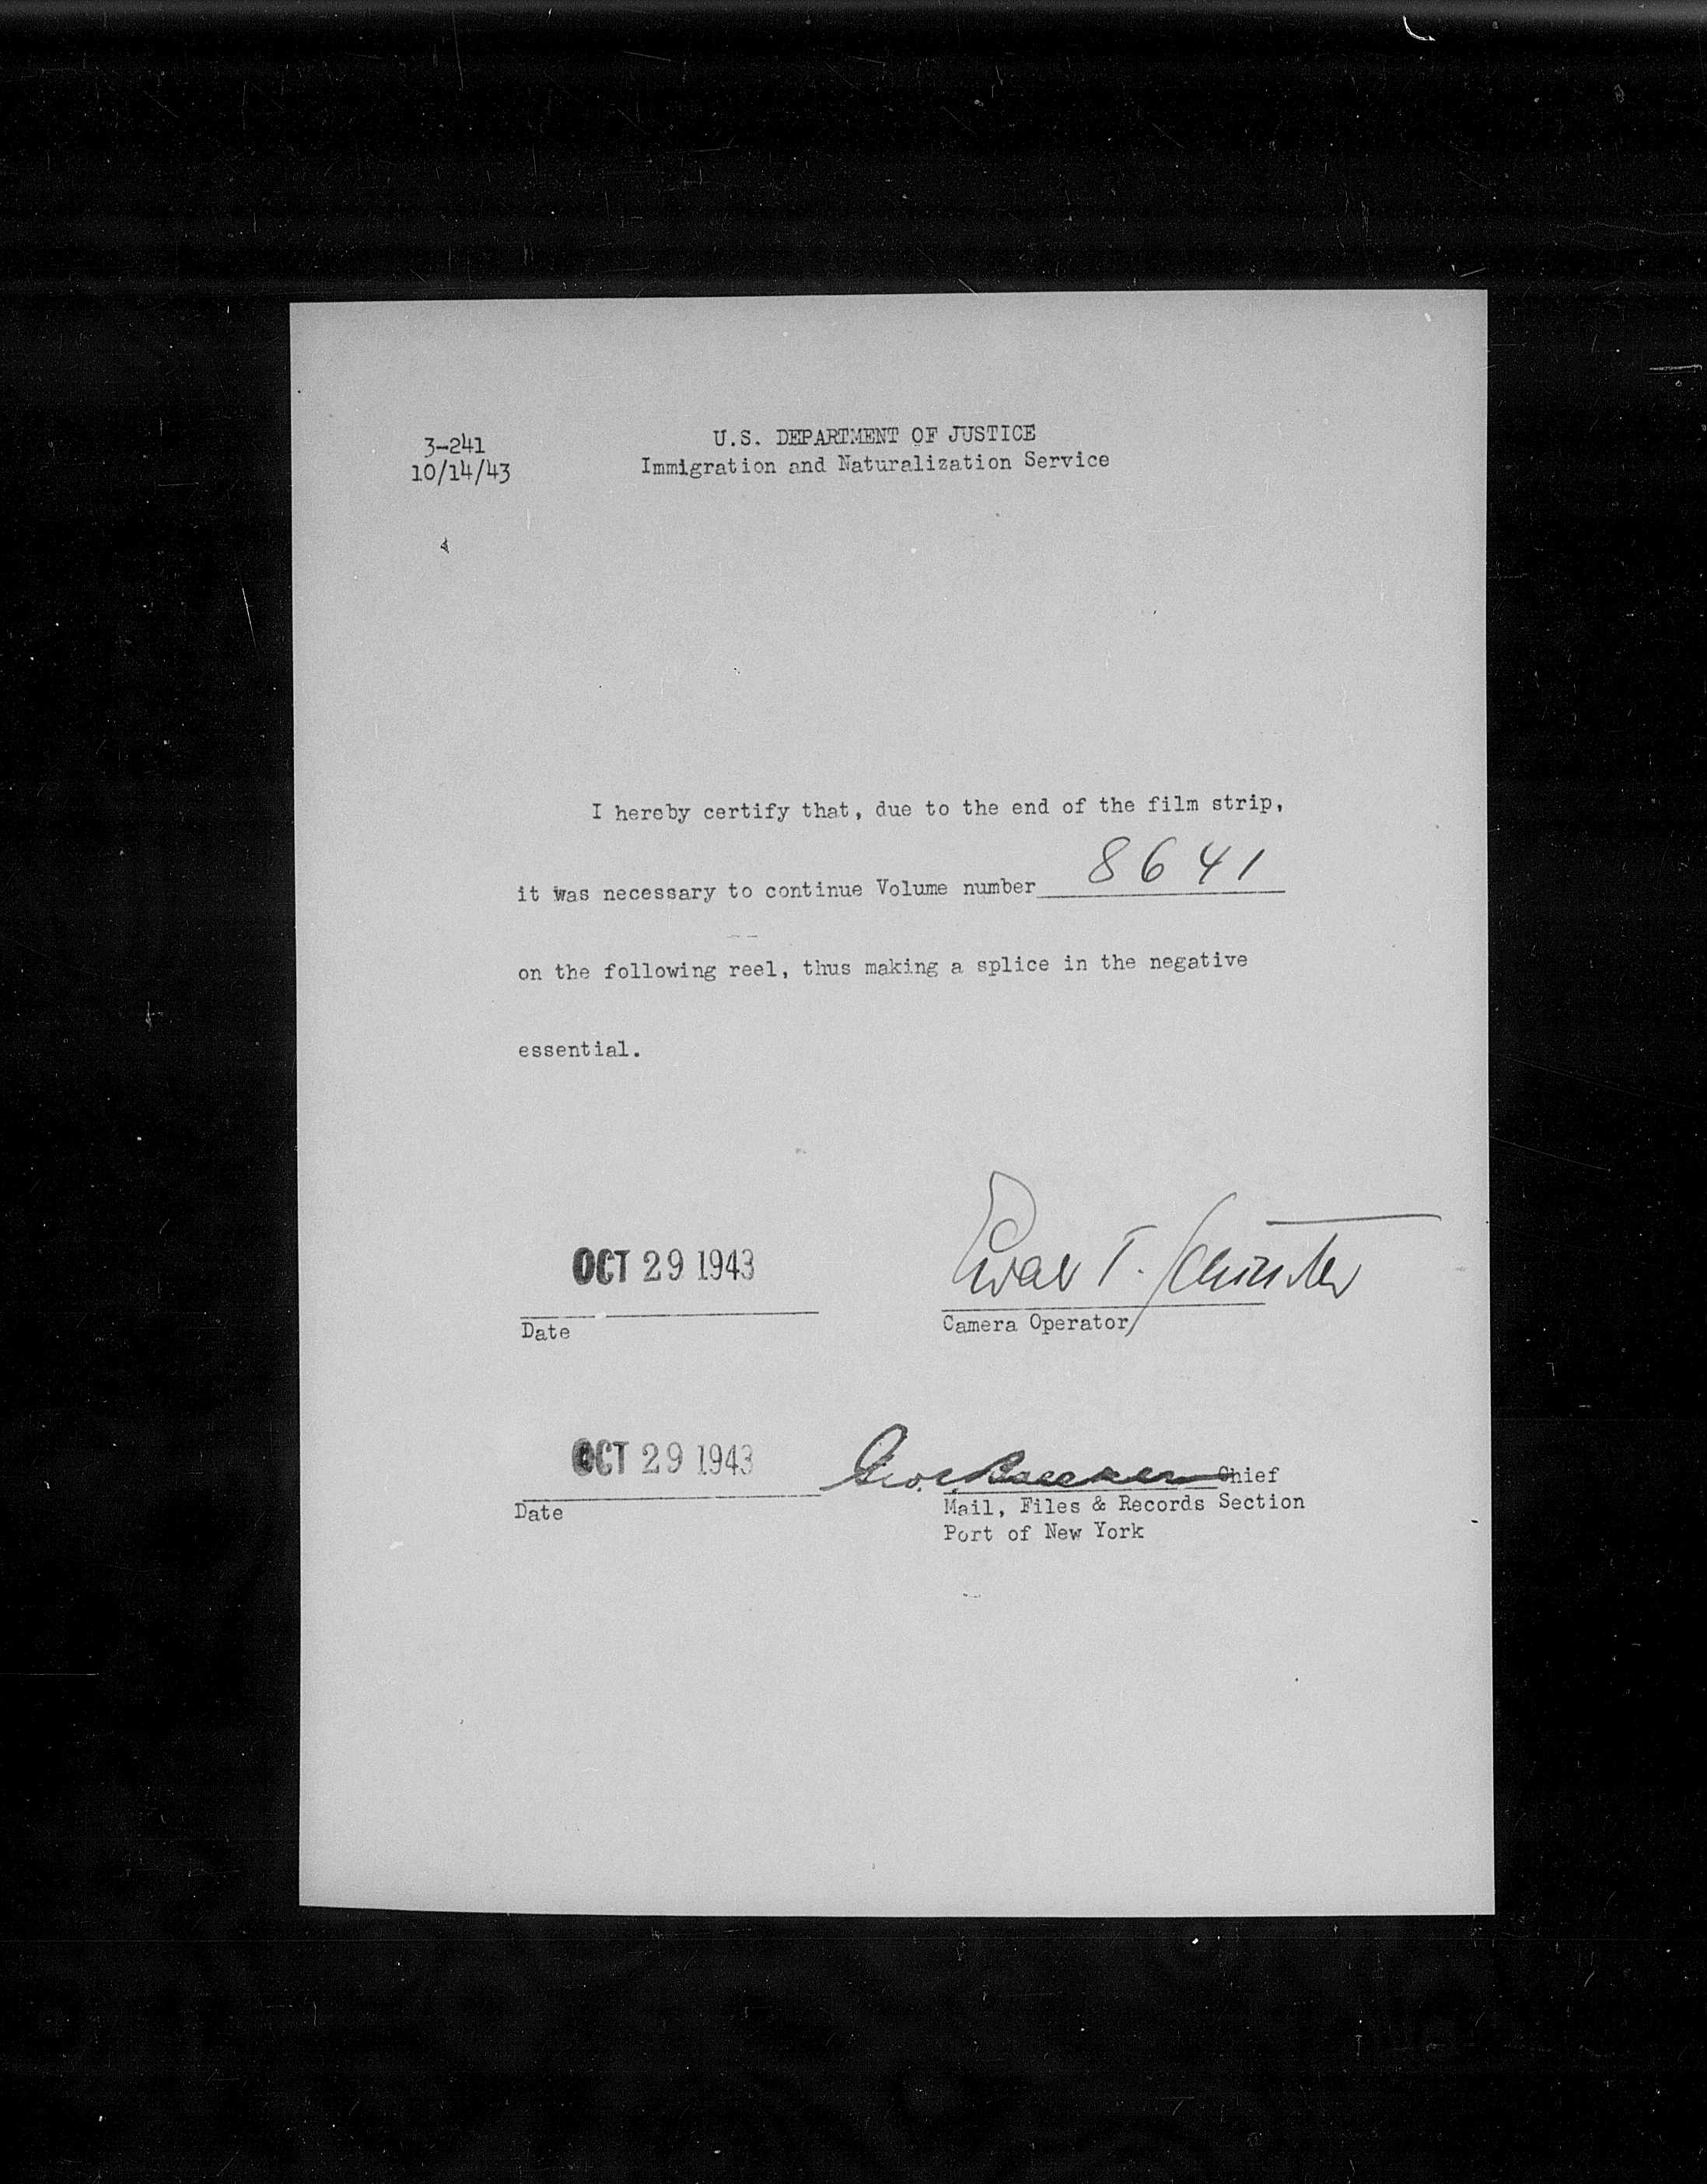 3-241
10/14/43
U.S. DEPARTMENT OF JUSTICE
Immigration and Naturalization Service
I hereby certify that, due to the end of the film strip,
it was necessary to continue Volume number 8641
on the following reel, thus making a splice in the negative
essential.
OCT 29 1943
Date
T.
Camera Operator
OCT 29 1943
Date
Geo. Chief
Mail, Files & Records Section
Port of New York